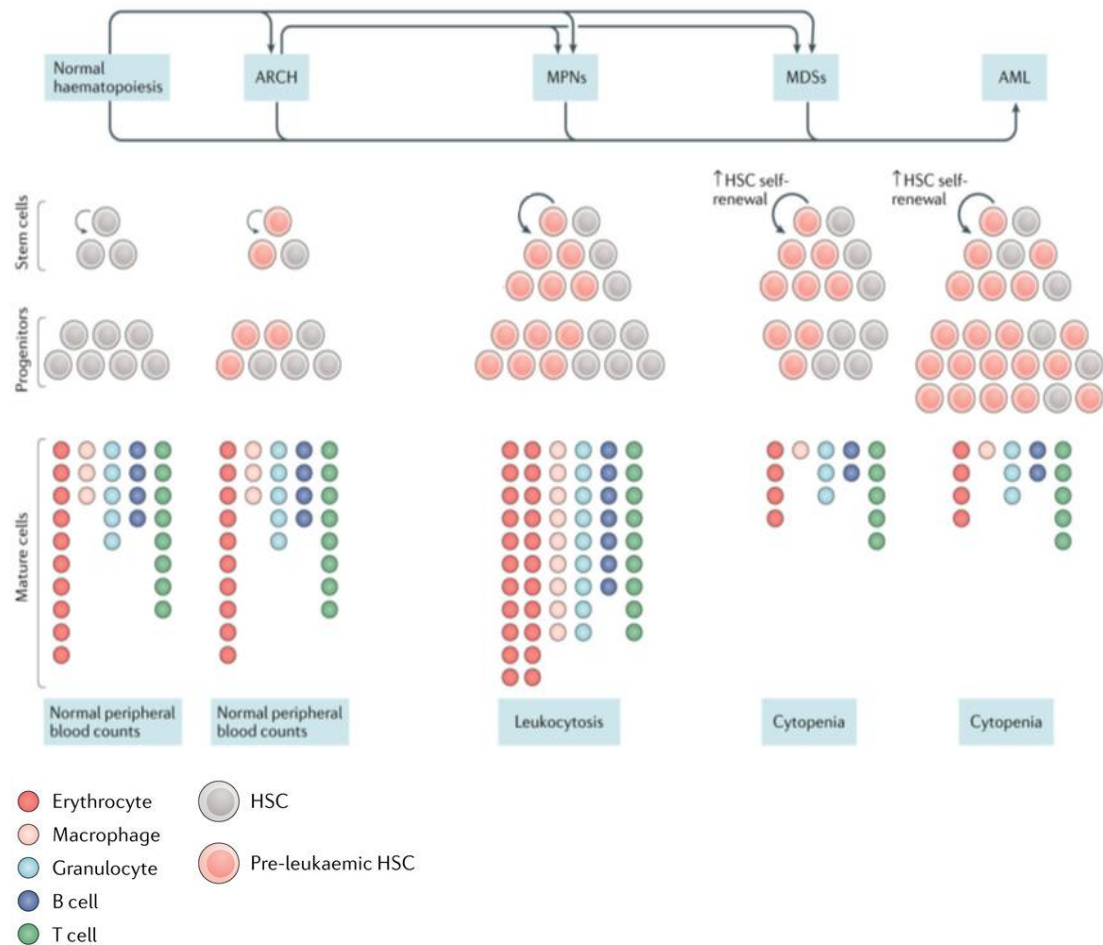 Normal
haematopoiesis
ARCH
MPNs
MDSs
AML
Stem cells
↑HSC self-
renewal
↑HSC self-
renewal
Progenitors
Mature cells
Normal peripheral
blood counts
Normal peripheral
blood counts
Leukocytosis
Cytopenia
Cytopenia
Erythrocyte
Macrophage
Granulocyte
B cell
T cell
HSC
Pre-leukaemic HSC